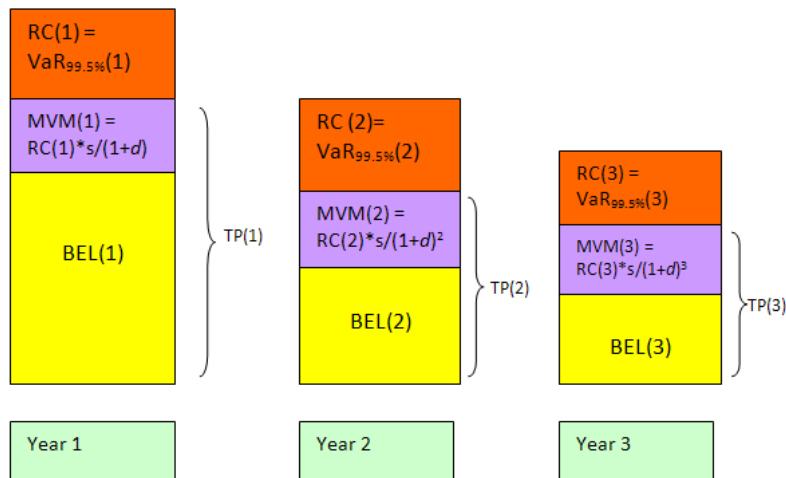 RC(1) =
VaR99.5%(1)
MVM(1) =
RC(1)*s/(1+d)
BEL(1)
TP(1)
RC (2)=
VaR99.5%(2)
MVM(2) =
RC(2)*s/(1+d)²
BEL(2)
TP(2)
RC(3) =
VaR99.5%(3)
MVM(3) =
RC(3)*s/(1+d)³
BEL(3)
TP(3)
Year 1
Year 2
Year 3